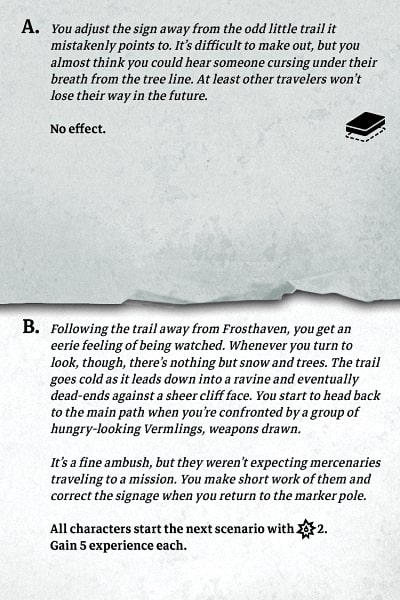 A. You adjust the sign away from the odd little trail it
mistakenly points to. It's difficult to make out, but you
almost think you could hear someone cursing under their
breath from the tree line. At least other travelers won't
lose their way in the future.
No effect.
B. Following the trail away from Frosthaven, you get an
eerie feeling of being watched. Whenever you turn to
look, though, there's nothing but snow and trees. The trail
goes cold as it leads down into a ravine and eventually
dead-ends against a sheer cliff face. You start to head back
to the main path when you're confronted by a group of
hungry-looking Vermlings, weapons drawn.
It's a fine ambush, but they weren't expecting mercenaries
traveling to a mission. You make short work of them and
correct the signage when you return to the marker pole.
All characters start the next scenario with 2.
Gain 5 experience each.